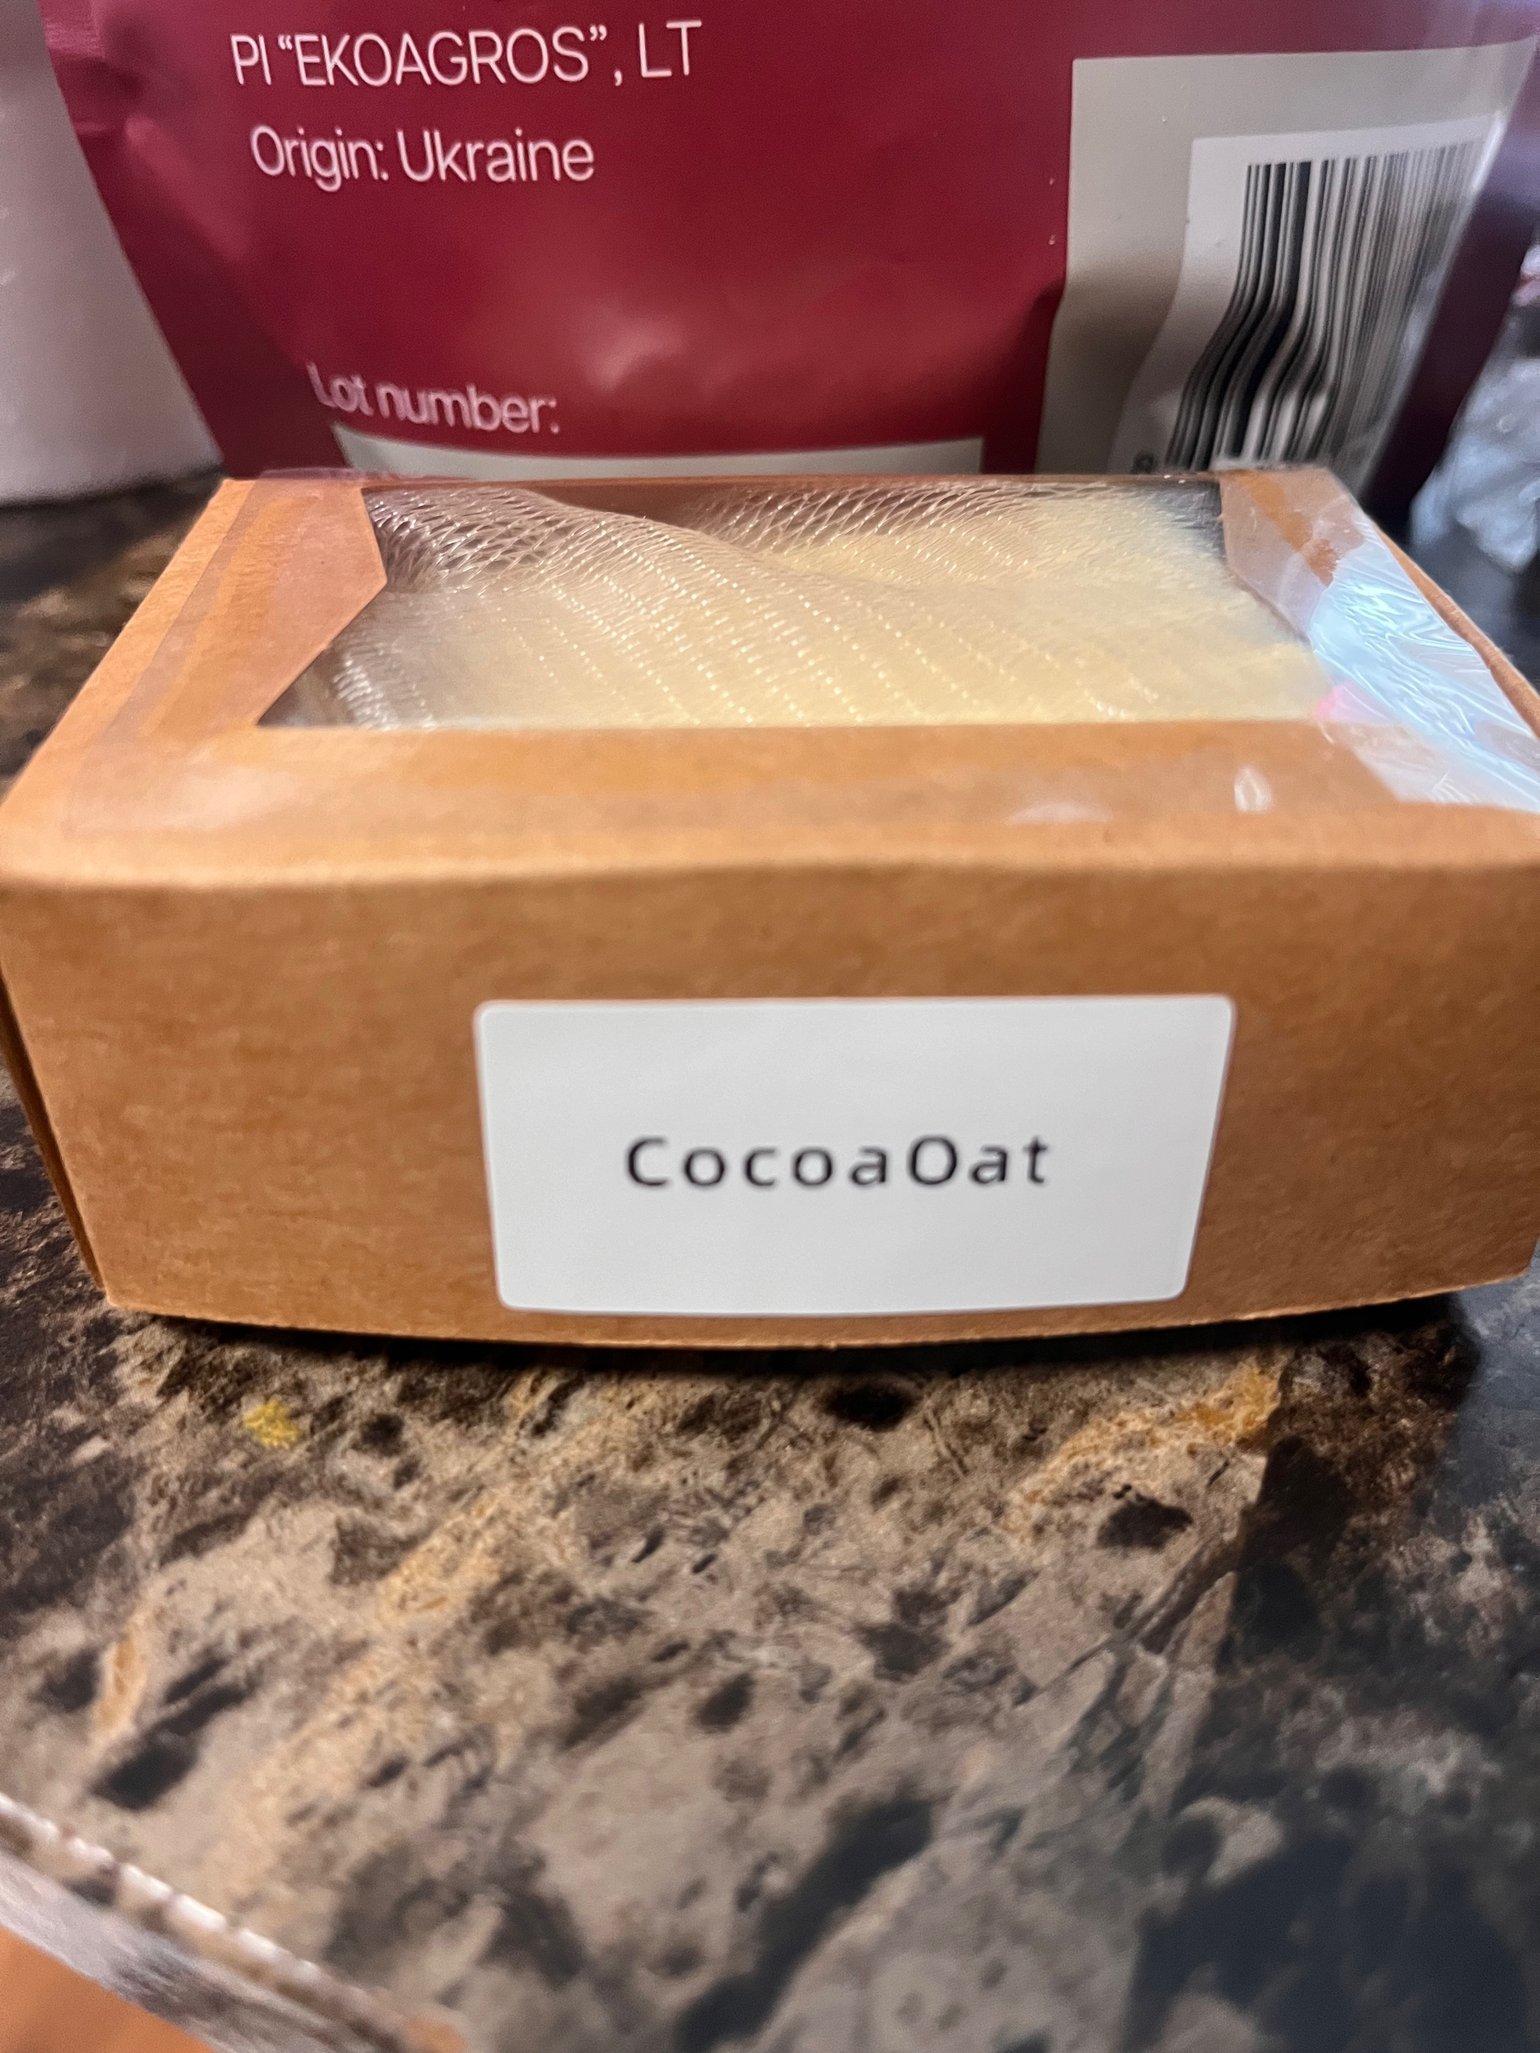 PI “EKOAGROS”, LT
Origin: Ukraine
Lot number:
CocoaOat